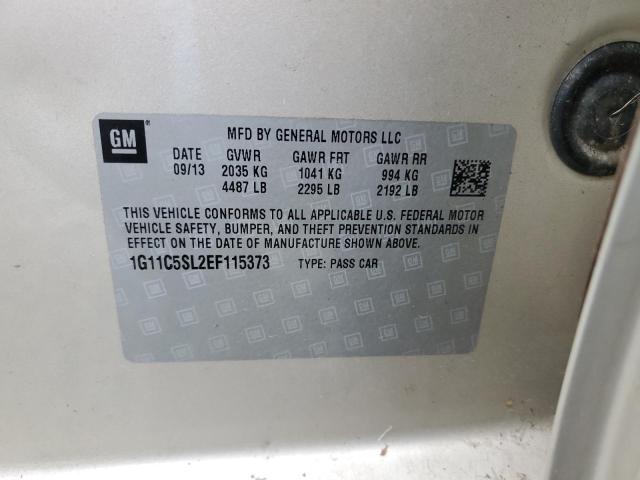 GM
MFD BY GENERAL MOTORS LLC
DATE GVWR GAWR FRT GAWR RR
09/13 2035 KG 1041 KG 994 KG
4487 LB 2295 LB 2192 LB
THIS VEHICLE CONFORMS TO ALL APPLICABLE U.S. FEDERAL MOTOR
VEHICLE SAFETY, BUMPER, AND THEFT PREVENTION STANDARDS IN
EFFECT ON THE DATE OF MANUFACTURE SHOWN ABOVE.
1G11C5SL2EF115373 TYPE: PASS CAR